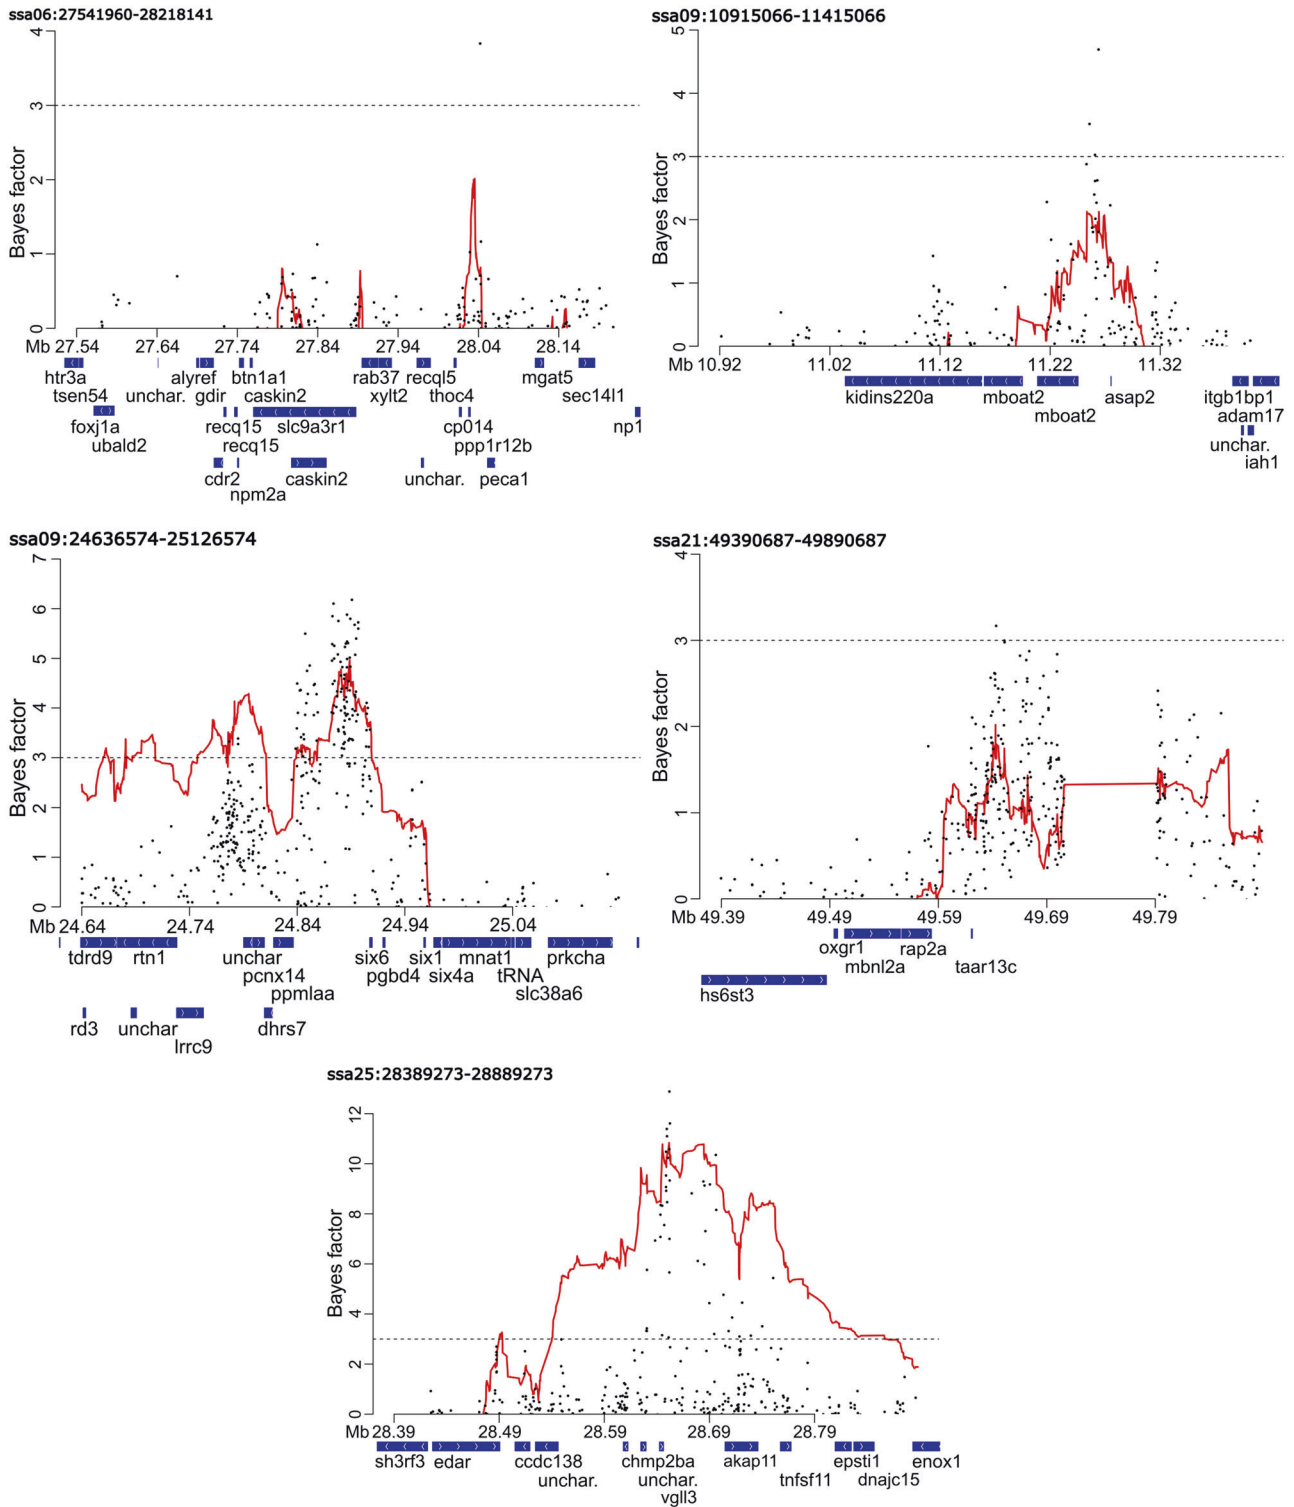 ssa06:27541960-28218141
Bayes factor
4
3
2
1
0
Mb 27.54 27.64 27.74 27.84 27.94 28.04 28.14
htr3a alyref btn1a1 rab37 recql5 mgat5
tsen54 unchar. gdir caskin2 xylt2 thoc4 sec14l1
foxj1a recq15 slc9a3r1 cp014 np1
ubald2 recq15 ppp1r12b
cdr2 caskin2 unchar. peca1
npm2a
ssa09:10915066-11415066
Bayes factor
5
4
3
2
1
0
Mb 10.92 11.02 11.12 11.22 11.32
kidins220a mboat2 asap2 itgb1bp1
mboat2 adam17
unchar.
iah1
ssa09:24636574-25126574
Bayes factor
7
6
5
4
3
2
1
0
Mb 24.64 24.74 24.84 24.94 25.04
tdrd9 rtn1 unchar six6 six1 mnat1 prkcha
pcnx14 pgbd4 six4a tRNA
ppmlaa slc38a6
rd3 unchar dhrs7
lrrc9
ssa21:49390687-49890687
Bayes factor
4
3
2
1
0
Mb 49.39 49.49 49.59 49.69 49.79
oxgr1 rap2a
mbnl2a taar13c
hs6st3
ssa25:28389273-28889273
Bayes factor
12
10
8
6
4
2
0
Mb 28.39 28.49 28.59 28.69 28.79
sh3rf3 edar ccdc138 chmp2ba akap11 epsti1 enox1
unchar. unchar. tnfsf11 dnajc15
vgll3